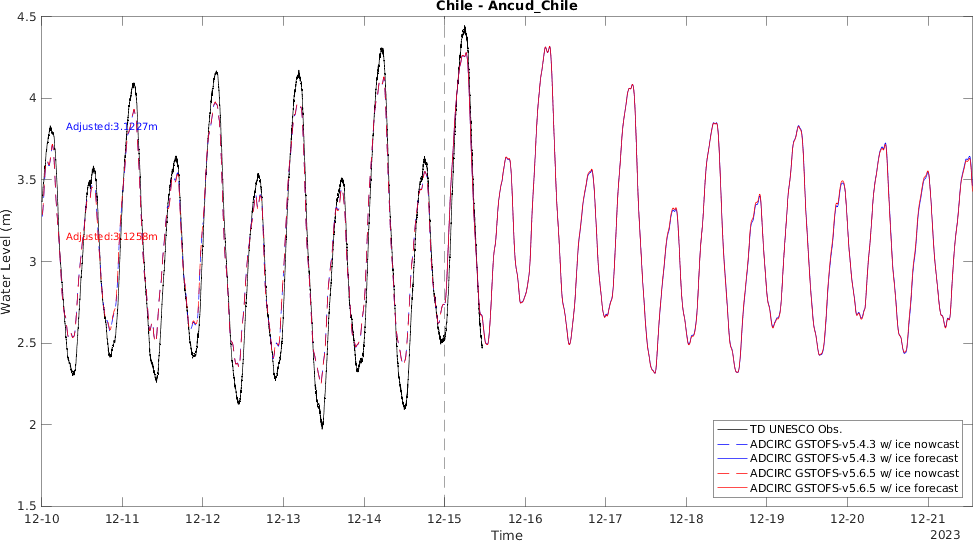 Chile - Ancud_Chile
4.5
4
3.5
3
2.5
2
1.5
Water Level (m)
Adjusted:3.1227m
Adjusted:3.1258m
TD UNESCO Obs.
ADCIRC GSTOFS-v5.4.3 w/ ice nowcast
ADCIRC GSTOFS-v5.4.3 w/ ice forecast
ADCIRC GSTOFS-v5.6.5 w/ ice nowcast
ADCIRC GSTOFS-v5.6.5 w/ ice forecast
12-10 12-11 12-12 12-13 12-14 12-15 12-16 12-17 12-18 12-19 12-20 12-21
2023
Time